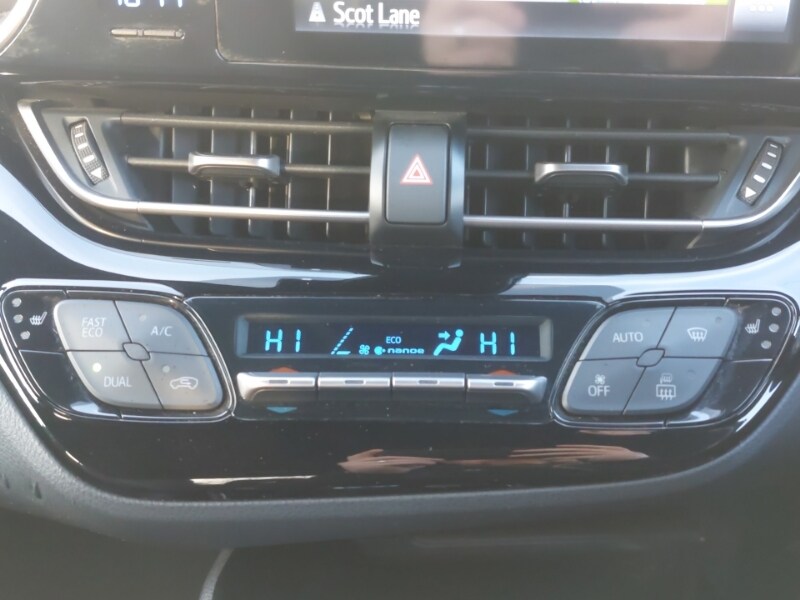 Scot Lane
FAST
ECO
A/C
DUAL
HI
ECO
nanoe
HI
AUTO
OFF